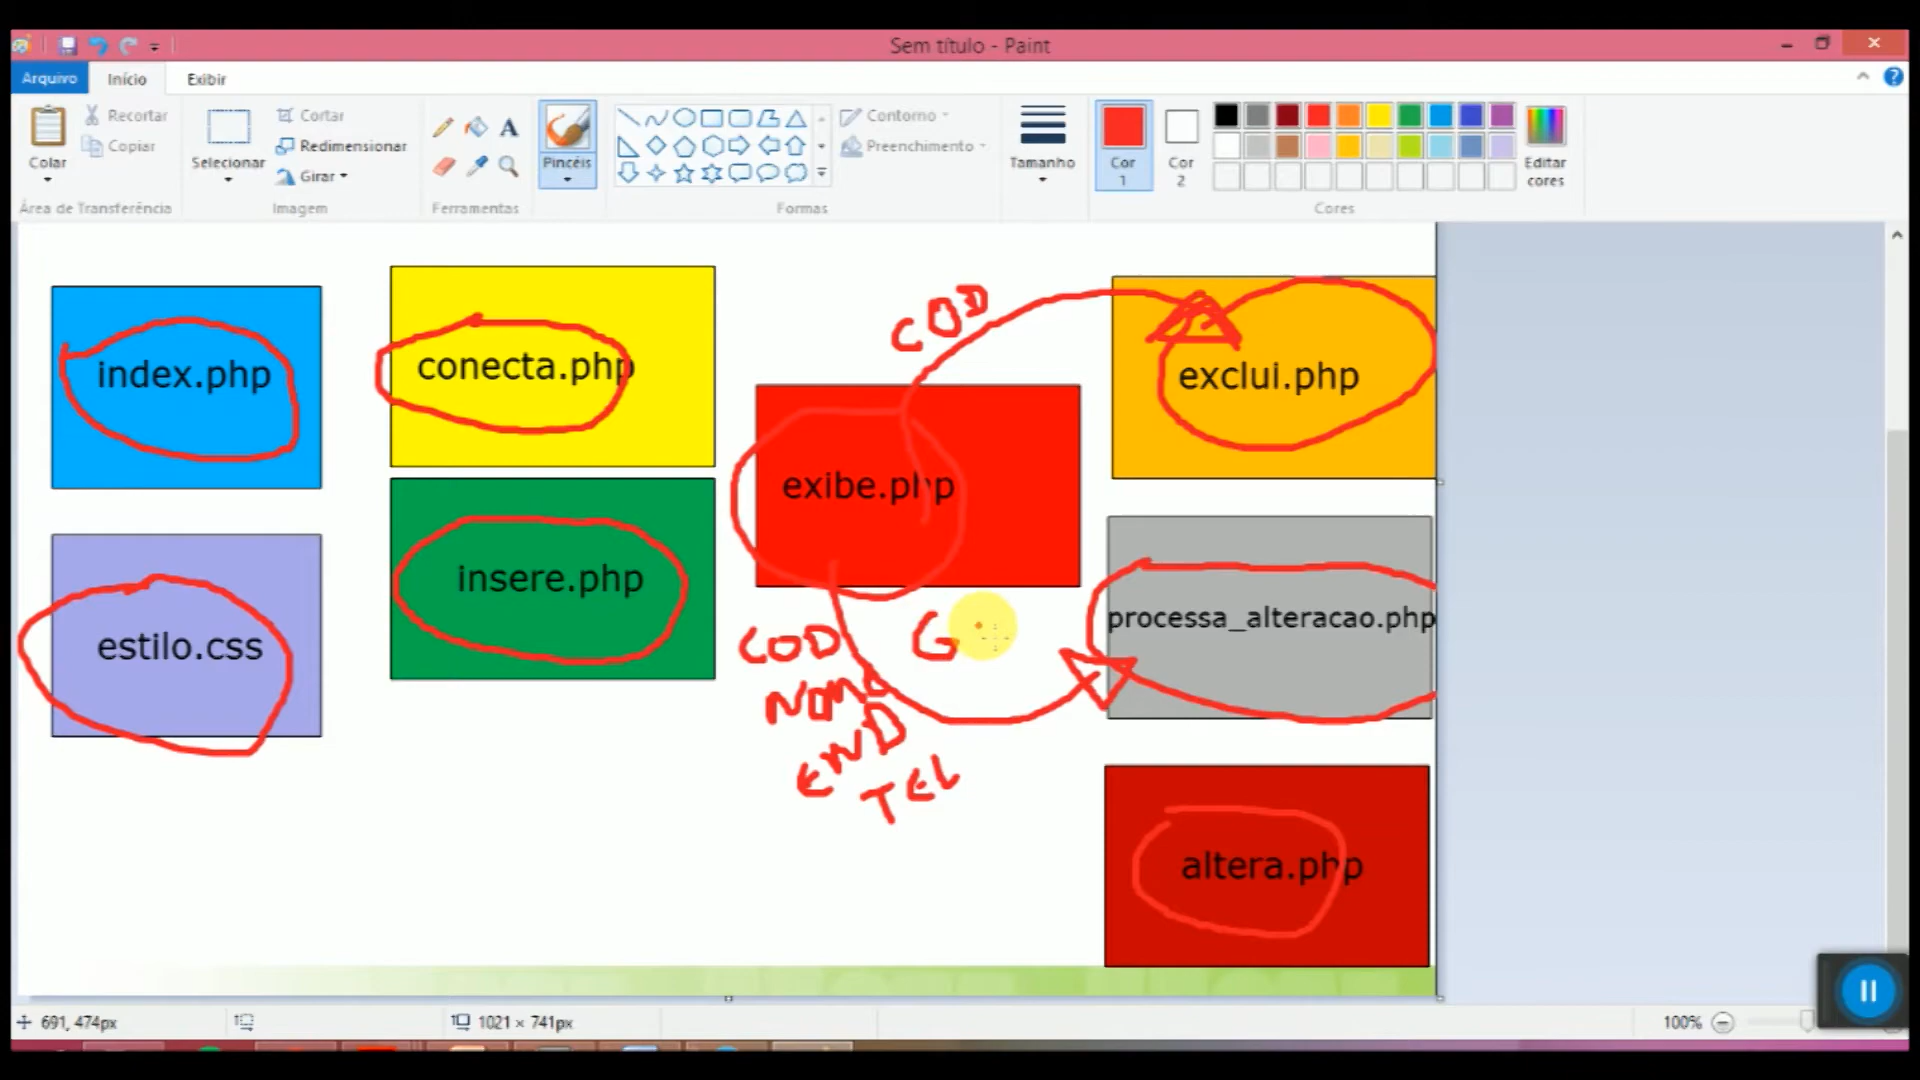 Sem título - Paint
Arquivo
Início
Exibir
Colar
Recortar
Copiar
Área de Transferência
Selecionar
Cortar
Redimensionar
Girar
Imagem
Ferramentas
Pincéis
Contorno
Preenchimento
Formas
Tamanho
Cor 1
Cor 2
Editar cores
Cores
index.php
conecta.php
COD
exclui.php
exibe.php
insere.php
estilo.css
processa_alteracao.php
COD
G
NOM
END
TEL
altera.php
691, 474px
1021 × 741px
100%